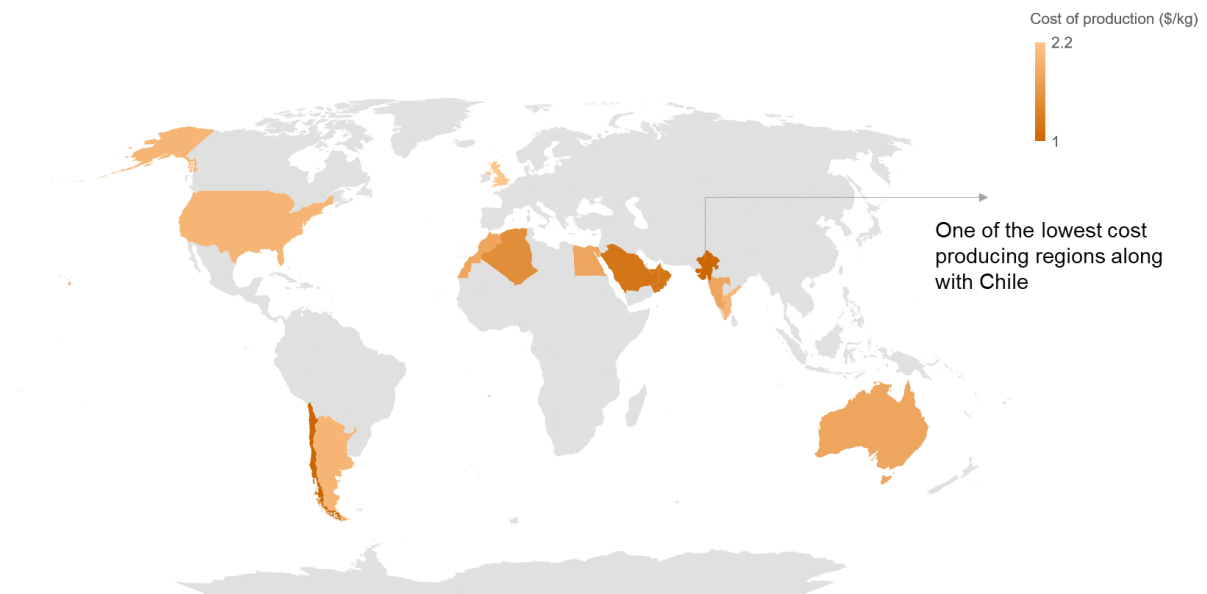 Cost of production ($/kg)
2.2
1
One of the lowest cost
producing regions along
with Chile